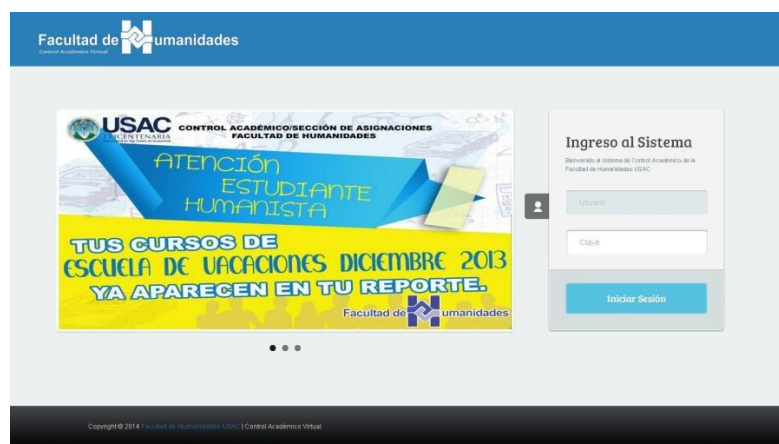 Facultad de Humanidades
Control Académico Virtual
USAC
TRICENTENARIA
CONTROL ACADÉMICO/SECCIÓN DE ASIGNACIONES
FACULTAD DE HUMANIDADES
ATENCIÓN
ESTUDIANTE
HUMANISTA
TUS CURSOS DE
ESCUELA DE VACACIONES DICIEMBRE 2013
YA APARECEN EN TU REPORTE.
Facultad de Humanidades
Ingreso al Sistema
Bienvenido al sistema de Control Académico de la
Facultad de Humanidades USAC
Usuario
Clave
Iniciar Sesión
Copyright © 2014 Facultad de Humanidades USAC | Control Académico Virtual